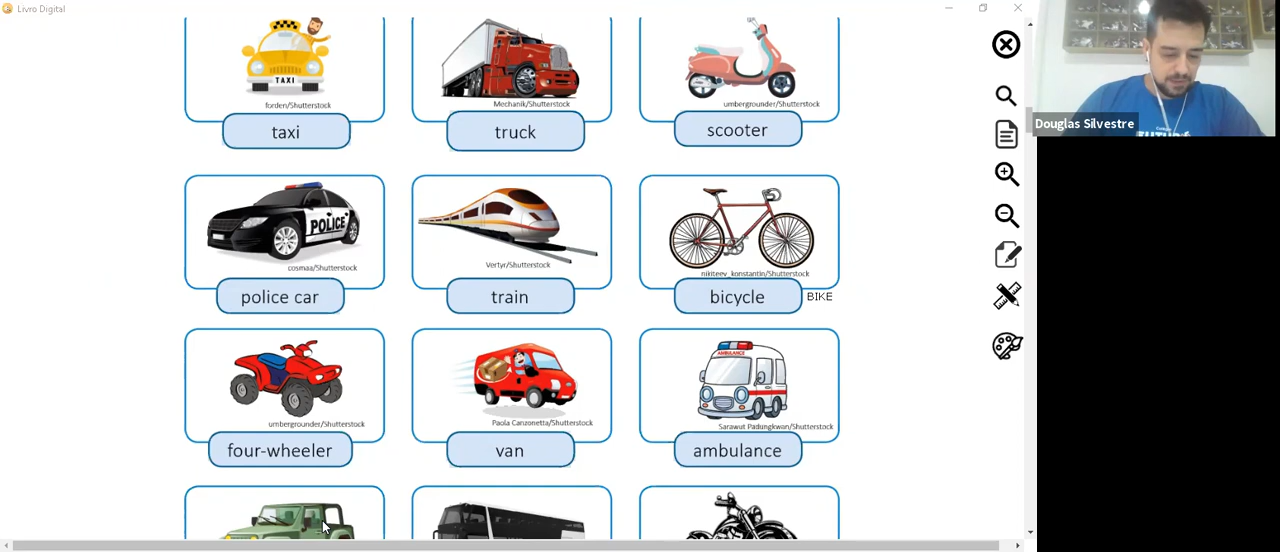 Livro Digital
TAXI
forden/Shutterstock
Mechanik/Shutterstock
umbergrounder/Shutterstock
taxi
truck
scooter
Douglas Silvestre
POLICE
cosmaa/Shutterstock
Vertyr/Shutterstock
nikiteev_konstantin/Shutterstock
police car
train
bicycle
BIKE
AMBULANCE
umbergrounder/Shutterstock
Paola Canzonetta/Shutterstock
Sarawut Padungkwan/Shutterstock
four-wheeler
van
ambulance